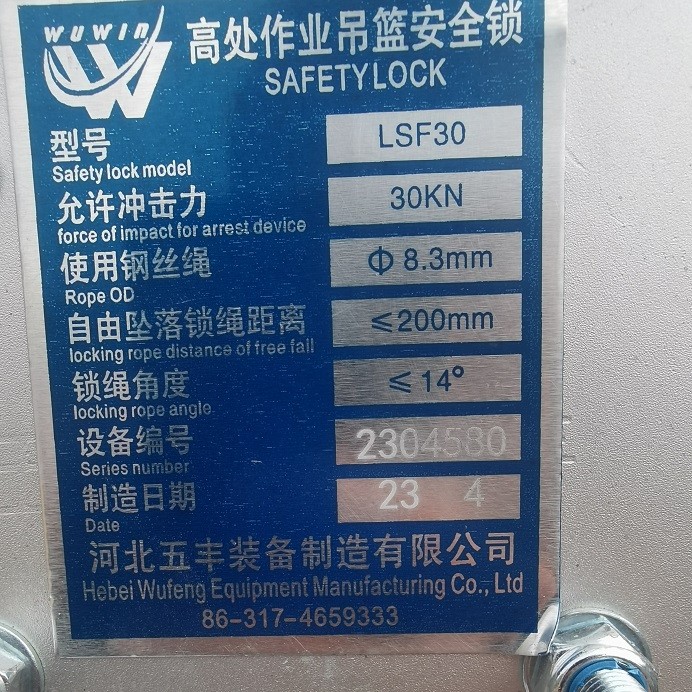 WUWIN
高处作业吊篮安全锁
SAFETYLOCK
型号
Safety lock model
LSF30
允许冲击力
force of impact for arrest device
30KN
使用钢丝绳
Rope OD
Φ 8.3mm
自由坠落锁绳距离
locking rope distance of free fall
≤200mm
锁绳角度
locking rope angle
≤ 14°
设备编号
Series number
2304580
制造日期
Date
23 4
河北五丰装备制造有限公司
Hebei Wufeng Equipment Manufacturing Co., Ltd
86-317-4659333